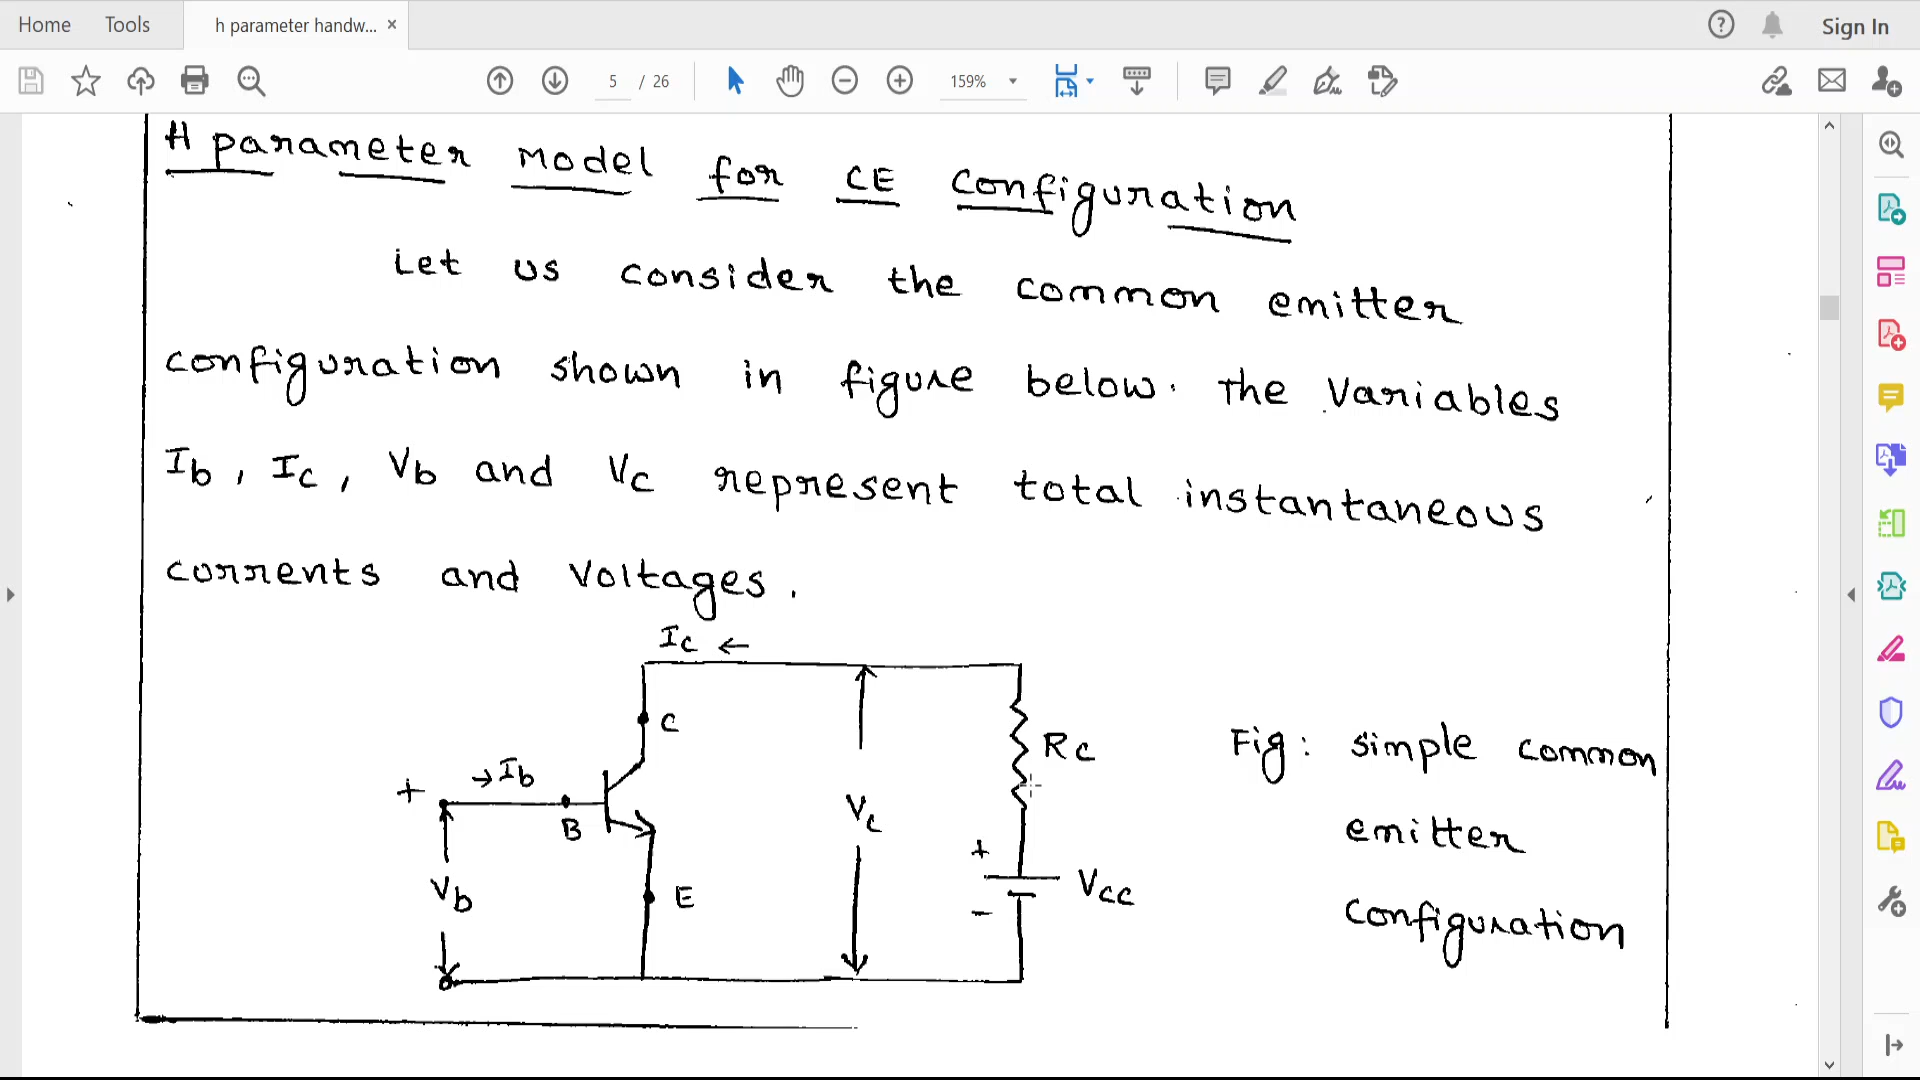 Home Tools h parameter handw... × Sign In
5 / 26 159%
H parameter model for CE configuration
Let us consider the common emitter
configuration shown in figure below. The variables
Ib, Ic, Vb and Vc represent total instantaneous
currents and voltages.
Ic ←
C
Rc
Fig: simple common
+ →Ib
B
Vc
emitter
+
Vb
E
Vcc
-
configuration